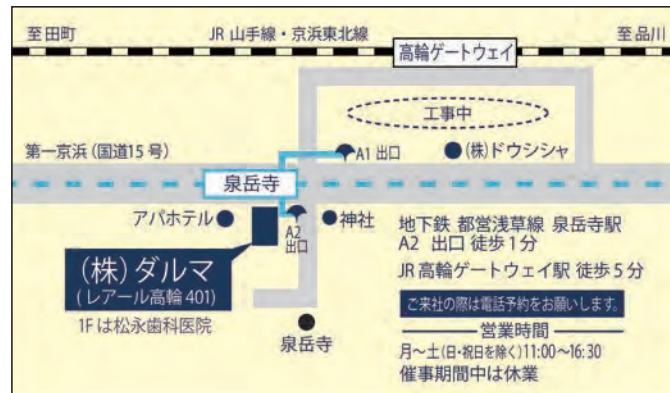 至田町
JR 山手線・京浜東北線
至品川
高輪ゲートウェイ
工事中
第一京浜(国道15号)
A1 出口
(株)ドウシシャ
泉岳寺
アパホテル
A2
出口
神社
(株)ダルマ
(レアール高輪 401)
1Fは松永歯科医院
泉岳寺
地下鉄 都営浅草線 泉岳寺駅
A2 出口 徒歩1分
JR高輪ゲートウェイ駅 徒歩5分
ご来社の際は電話予約をお願いします。
営業時間
月〜土(日・祝日を除く)11:00〜16:30
催事期間中は休業